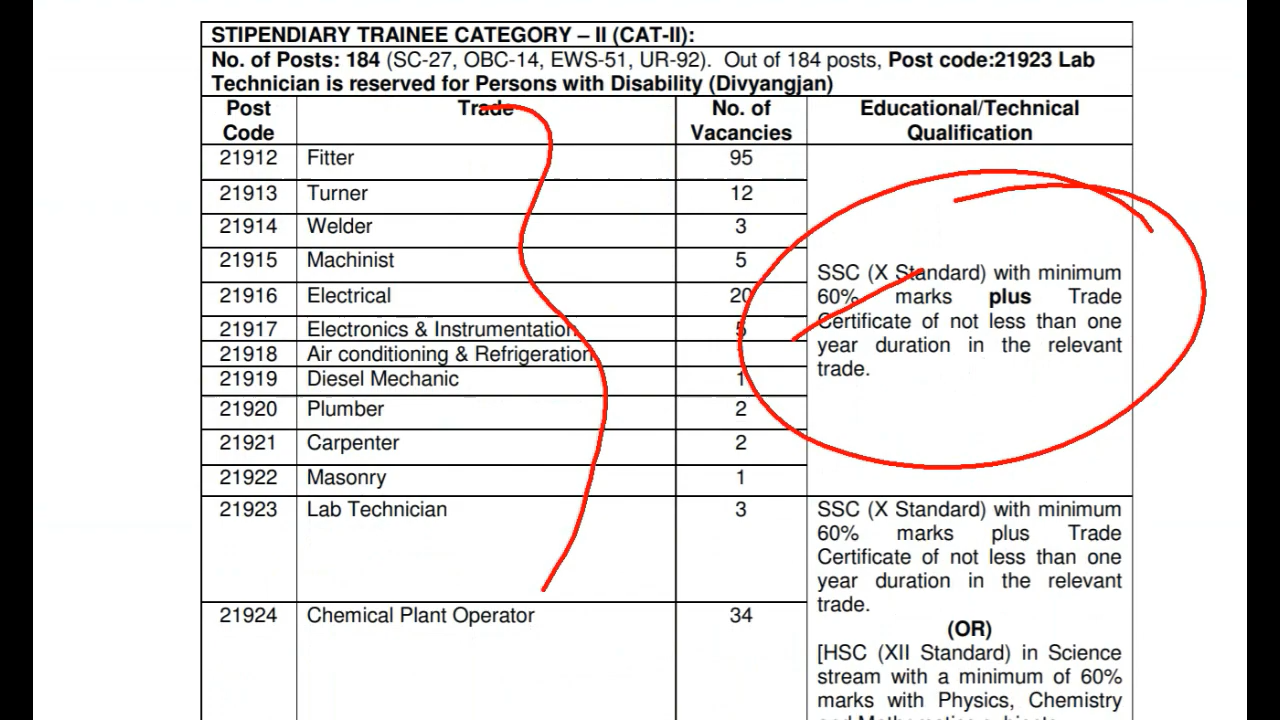 STIPENDIARY TRAINEE CATEGORY – II (CAT-II):
No. of Posts: 184 (SC-27, OBC-14, EWS-51, UR-92). Out of 184 posts, Post code:21923 Lab
Technician is reserved for Persons with Disability (Divyangjan)
Post Code Trade No. of Vacancies Educational/Technical Qualification
21912 Fitter 95
21913 Turner 12
21914 Welder 3
21915 Machinist 5
21916 Electrical 20
21917 Electronics & Instrumentation 5
21918 Air conditioning & Refrigeration
21919 Diesel Mechanic 1
21920 Plumber 2
21921 Carpenter 2
21922 Masonry 1
SSC (X Standard) with minimum
60% marks plus Trade
Certificate of not less than one
year duration in the relevant
trade.
21923 Lab Technician 3
SSC (X Standard) with minimum
60% marks plus Trade
Certificate of not less than one
year duration in the relevant
trade.
21924 Chemical Plant Operator 34
(OR)
[HSC (XII Standard) in Science
stream with a minimum of 60%
marks with Physics, Chemistry